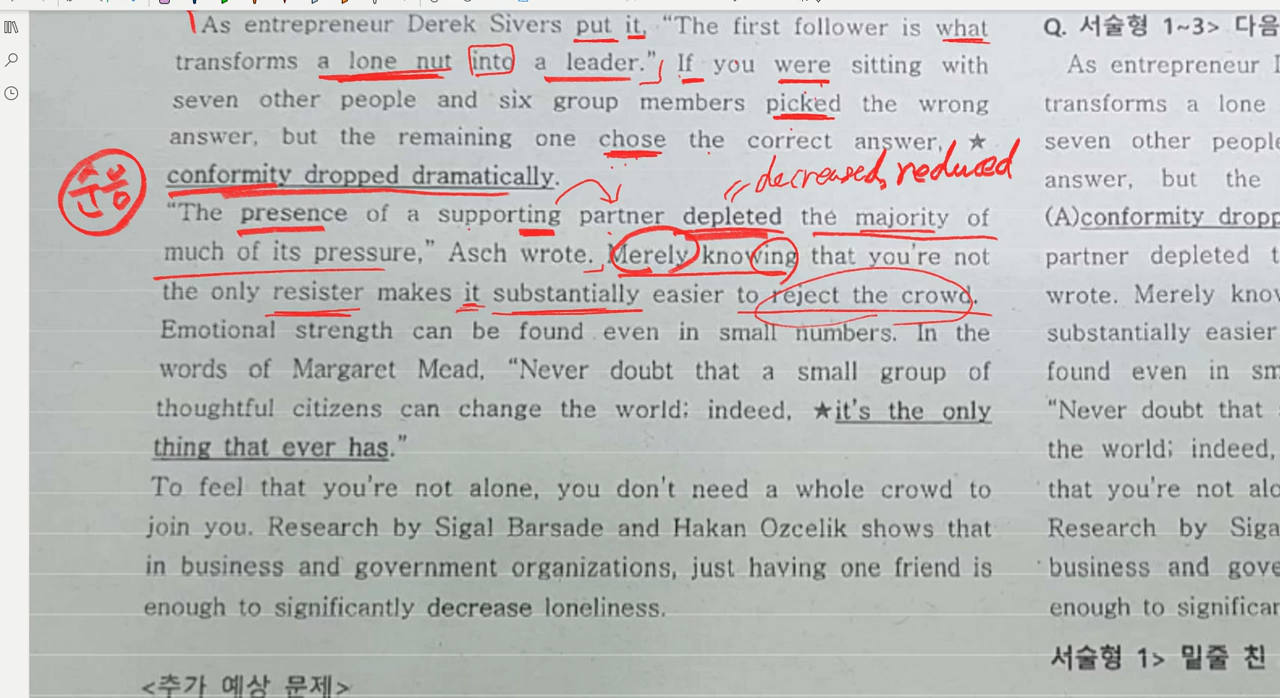 As entrepreneur Derek Sivers put it, “The first follower is what
transforms a lone nut into a leader.” If you were sitting with
seven other people and six group members picked the wrong
answer, but the remaining one chose the correct answer, ★
conformity dropped dramatically.
순응
= decreased, reduced
“The presence of a supporting partner depleted the majority of
much of its pressure,” Asch wrote. Merely knowing that you're not
the only resister makes it substantially easier to reject the crowd.
Emotional strength can be found even in small numbers. In the
words of Margaret Mead, “Never doubt that a small group of
thoughtful citizens can change the world; indeed, ★it's the only
thing that ever has.”
To feel that you're not alone, you don't need a whole crowd to
join you. Research by Sigal Barsade and Hakan Ozcelik shows that
in business and government organizations, just having one friend is
enough to significantly decrease loneliness.
<추가 예상 문제>
Q. 서술형 1~3> 다음
As entrepreneur
transforms a lone
seven other people
answer, but the
(A)conformity
partner depleted
wrote. Merely
substantially easier
found even in
“Never doubt that
the world; indeed,
that you're not
Research by
business and
enough to
서술형 1> 밑줄 친